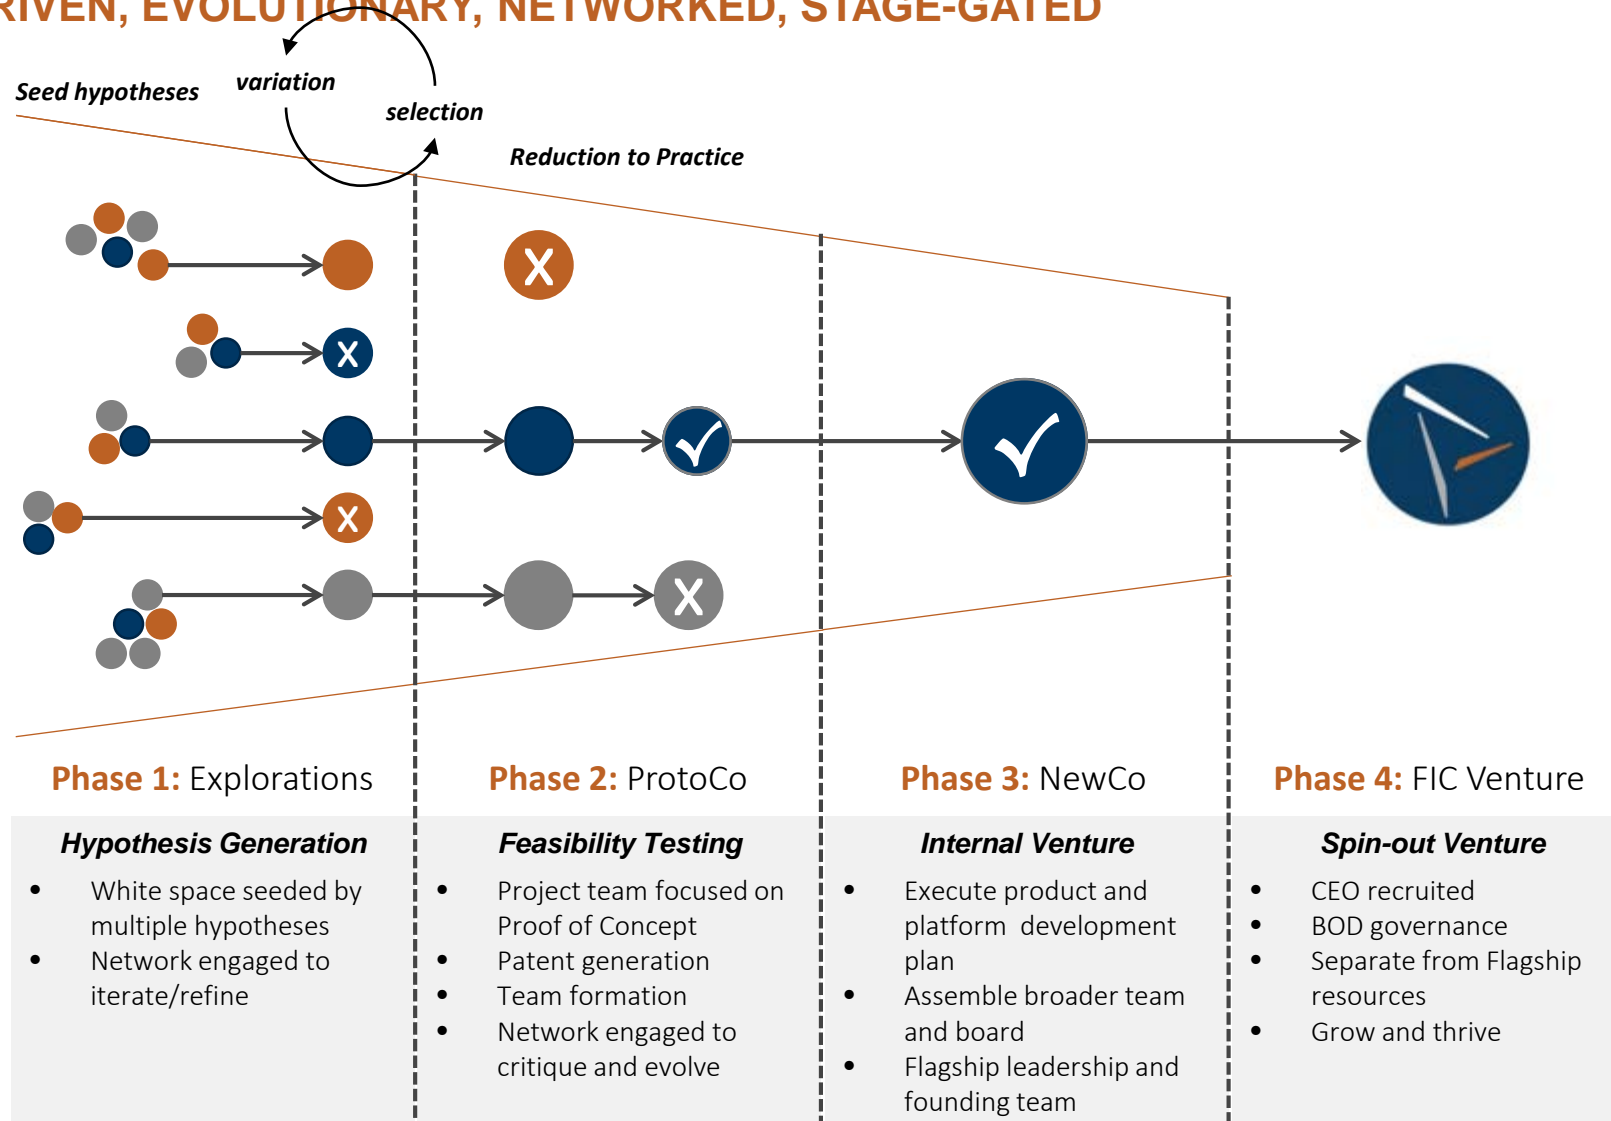 EVOLUTIONARY, NETWORKED, STAGE-GATED
variation
Seed hypotheses
selection
Reduction to Practice
X
X
X
X
Phase 1: Explorations
Hypothesis Generation
• White space seeded by
multiple hypotheses
• Network engaged to
iterate/refine
Phase 2: ProtoCo
Feasibility Testing
• Project team focused on
Proof of Concept
• Patent generation
• Team formation
• Network engaged to
critique and evolve
Phase 3: NewCo
Internal Venture
• Execute product and
platform development
plan
• Assemble broader team
and board
• Flagship leadership and
founding team
Phase 4: FIC Venture
Spin-out Venture
• CEO recruited
• BOD governance
• Separate from Flagship
resources
• Grow and thrive